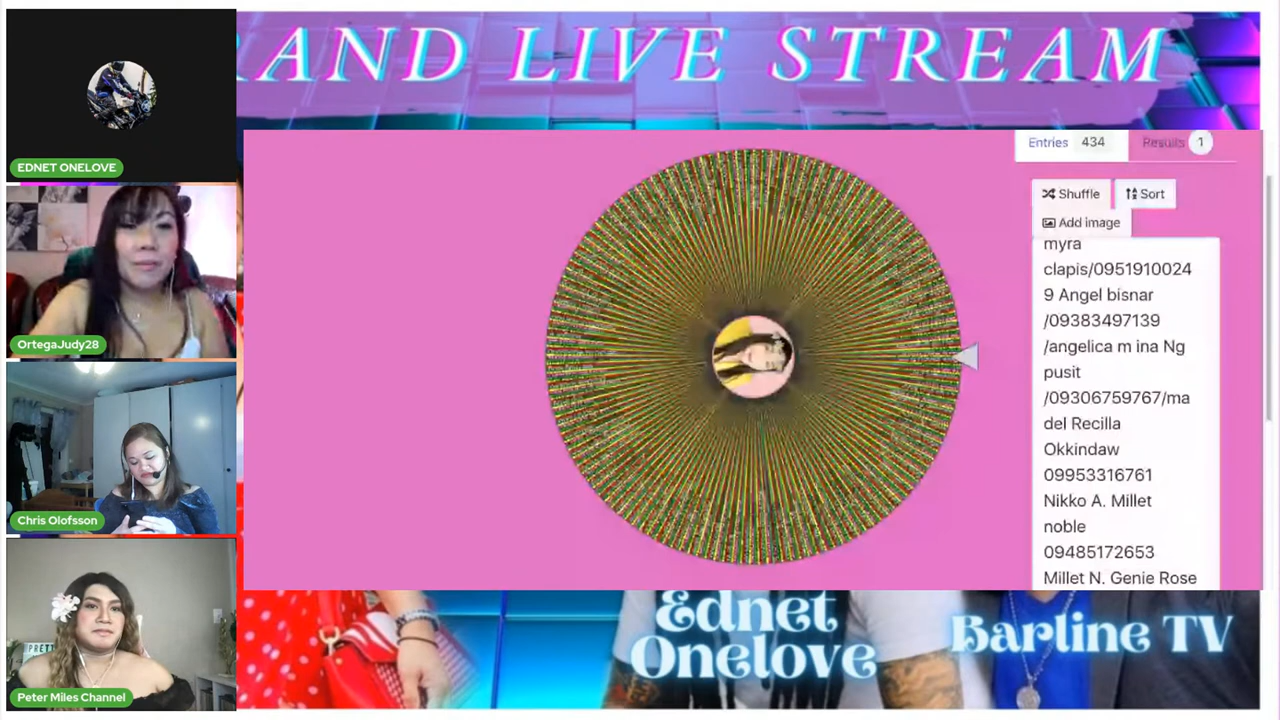 RAND LIVE STREAM
EDNET ONELOVE
OrtegaJudy28
Chris Olofsson
PRETT
Peter Miles Channel
Entries 434
Results 1
Shuffle
Sort
Add image
myra
clapis/0951910024
9 Angel bisnar
/09383497139
/angelica m ina Ng
pusit
/09306759767/ma
del Recilla
Okkindaw
09953316761
Nikko A. Millet
noble
09485172653
Millet N. Genie Rose
Ednet
Onelove
Barline TV